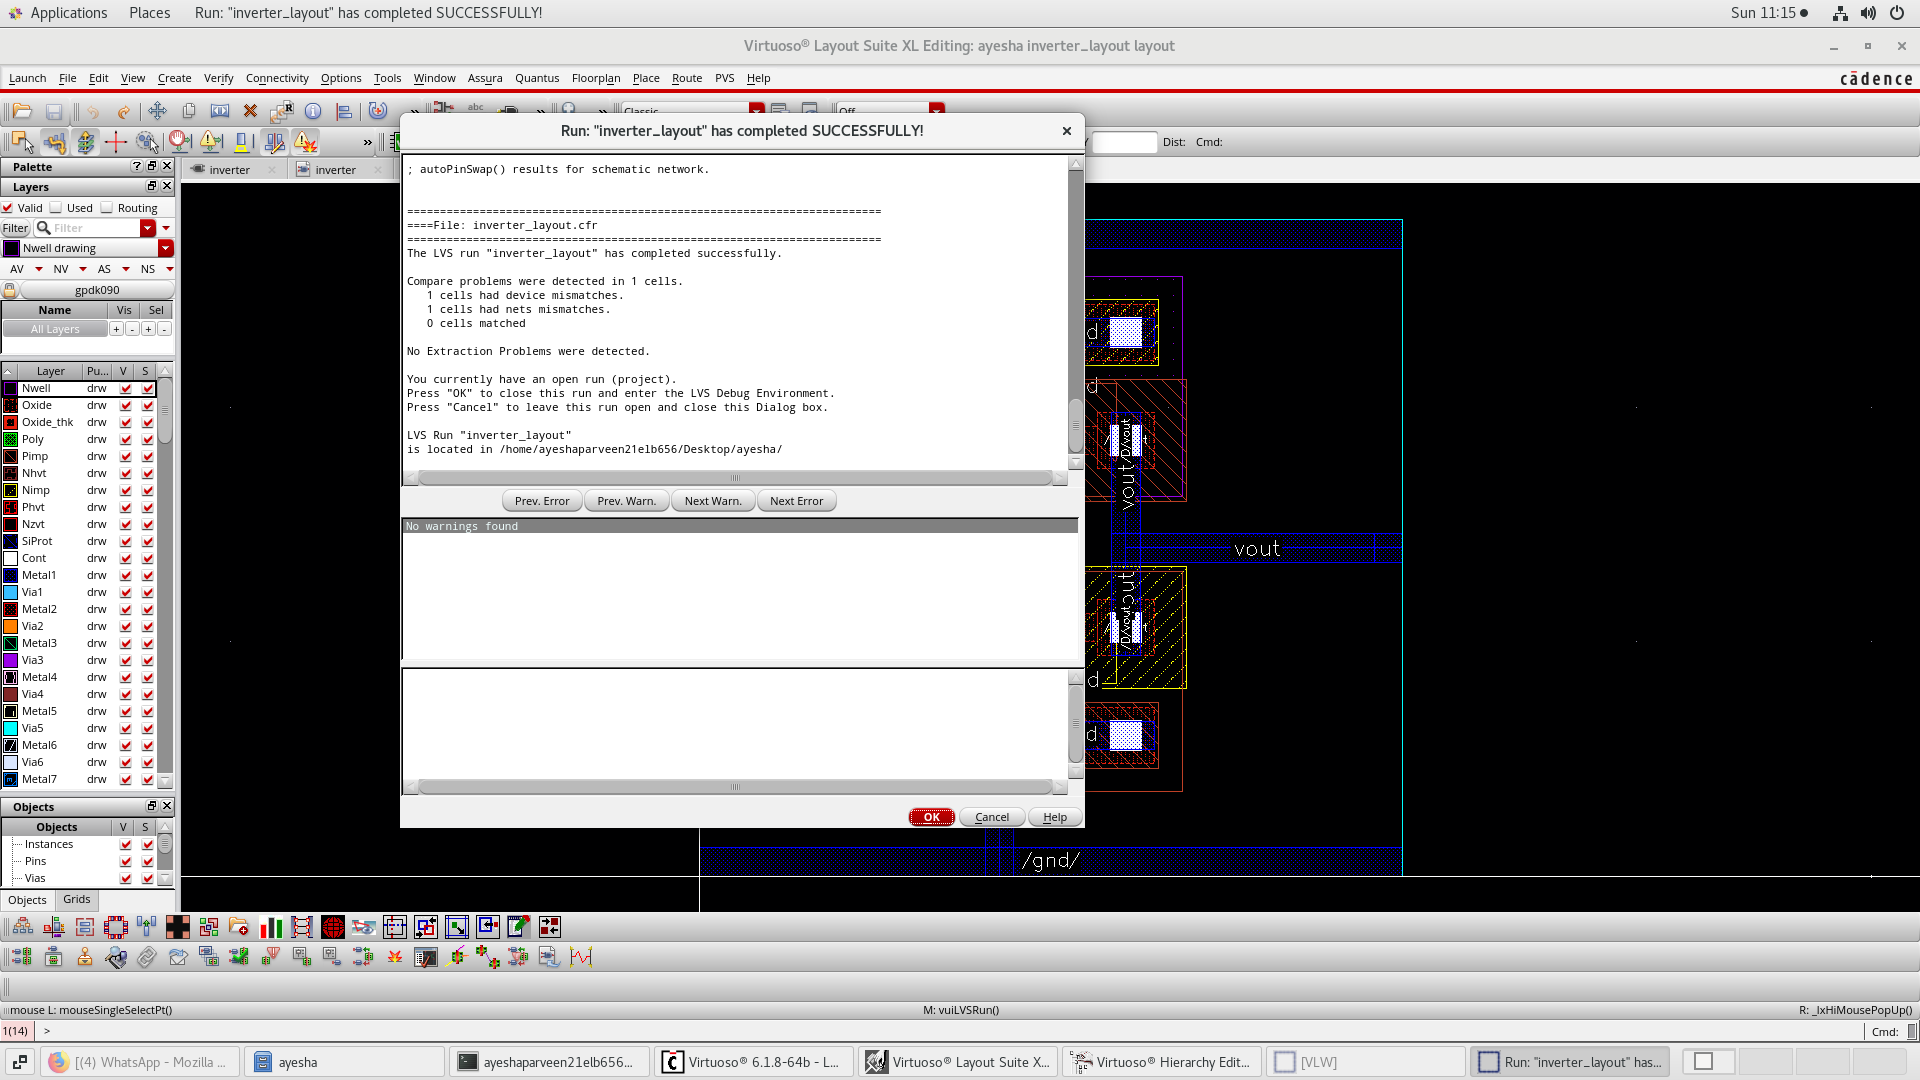 Applications Places Run: "inverter_layout" has completed SUCCESSFULLY! Sun 11:15
Virtuoso® Layout Suite XL Editing: ayesha inverter_layout layout
Launch File Edit View Create Verify Connectivity Options Tools Window Assura Quantus Floorplan Place Route PVS Help cādence
abc Classic Off
Run: "inverter_layout" has completed SUCCESSFULLY!
Dist: Cmd:
Palette
inverter inverter
Layers
Valid Used Routing
Filter Filter
Nwell drawing
AV NV AS NS
gpdk090
Name Vis Sel
All Layers + - + -
Layer Pu... V S
Nwell drw
Oxide drw
Oxide_thk drw
Poly drw
Pimp drw
Nhvt drw
Nimp drw
Phvt drw
Nzvt drw
SiProt drw
Cont drw
Metal1 drw
Via1 drw
Metal2 drw
Via2 drw
Metal3 drw
Via3 drw
Metal4 drw
Via4 drw
Metal5 drw
Via5 drw
Metal6 drw
Via6 drw
Metal7 drw
Objects
Objects V S
Instances
Pins
Vias
Objects Grids
; autoPinSwap() results for schematic network.
========================================================================
====File: inverter_layout.cfr
========================================================================
The LVS run "inverter_layout" has completed successfully.
Compare problems were detected in 1 cells.
1 cells had device mismatches.
1 cells had nets mismatches.
0 cells matched
No Extraction Problems were detected.
You currently have an open run (project).
Press "OK" to close this run and enter the LVS Debug Environment.
Press "Cancel" to leave this run open and close this Dialog box.
LVS Run "inverter_layout"
is located in /home/ayeshaparveen21elb656/Desktop/ayesha/
Prev. Error Prev. Warn. Next Warn. Next Error
No warnings found
OK Cancel Help
d
d
/D/vout
vout
vout
/D/vout
d
d
/gnd/
mouse L: mouseSingleSelectPt() M: vuiLVSRun() R: _lxHiMousePopUp()
1(14) > Cmd:
[(4) WhatsApp - Mozilla ... ayesha ayeshaparveen21elb656... Virtuoso® 6.1.8-64b - L... Virtuoso® Layout Suite X... Virtuoso® Hierarchy Edit... [VLW] Run: "inverter_layout" has...